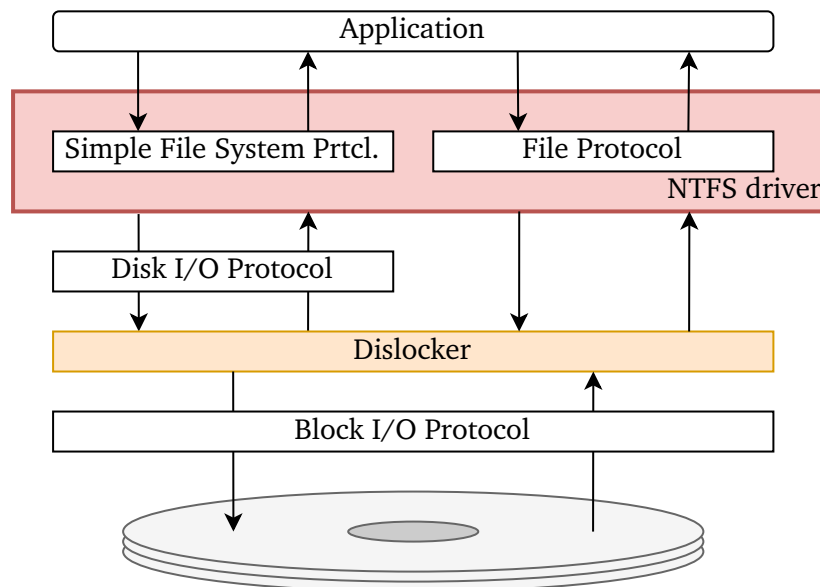 Application
Simple File System Prtcl.
File Protocol
NTFS driver
Disk I/O Protocol
Dislocker
Block I/O Protocol